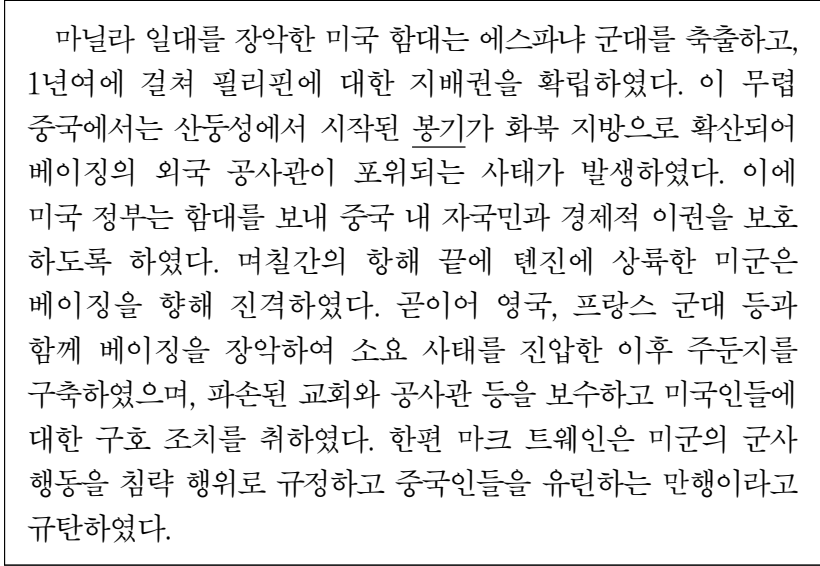 마닐라 일대를 장악한 미국 함대는 에스파냐 군대를 축출하고,
1년여에 걸쳐 필리핀에 대한 지배권을 확립하였다. 이 무렵
중국에서는 산둥성에서 시작된 봉기가 화북 지방으로 확산되어
베이징의 외국 공사관이 포위되는 사태가 발생하였다. 이에
미국 정부는 함대를 보내 중국 내 자국민과 경제적 이권을 보호
하도록 하였다. 며칠간의 항해 끝에 톈진에 상륙한 미군은
베이징을 향해 진격하였다. 곧이어 영국, 프랑스 군대 등과
함께 베이징을 장악하여 소요 사태를 진압한 이후 주둔지를
구축하였으며, 파손된 교회와 공사관 등을 보수하고 미국인들에
대한 구호 조치를 취하였다. 한편 마크 트웨인은 미군의 군사
행동을 침략 행위로 규정하고 중국인들을 유린하는 만행이라고
규탄하였다.